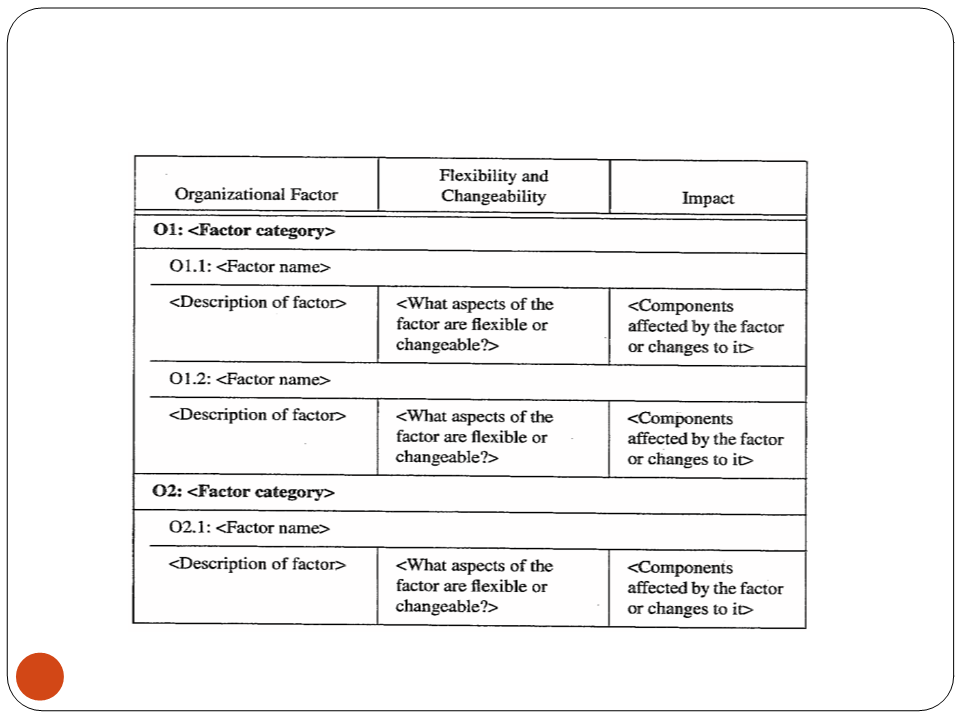 Organizational Factor
Flexibility and
Changeability
Impact
O1: <Factor category>
O1.1: <Factor name>
<Description of factor>
<What aspects of the
factor are flexible or
changeable?>
<Components
affected by the factor
or changes to it>
O1.2: <Factor name>
<Description of factor>
<What aspects of the
factor are flexible or
changeable?>
<Components
affected by the factor
or changes to it>
O2: <Factor category>
O2.1: <Factor name>
<Description of factor>
<What aspects of the
factor are flexible or
changeable?>
<Components
affected by the factor
or changes to it>